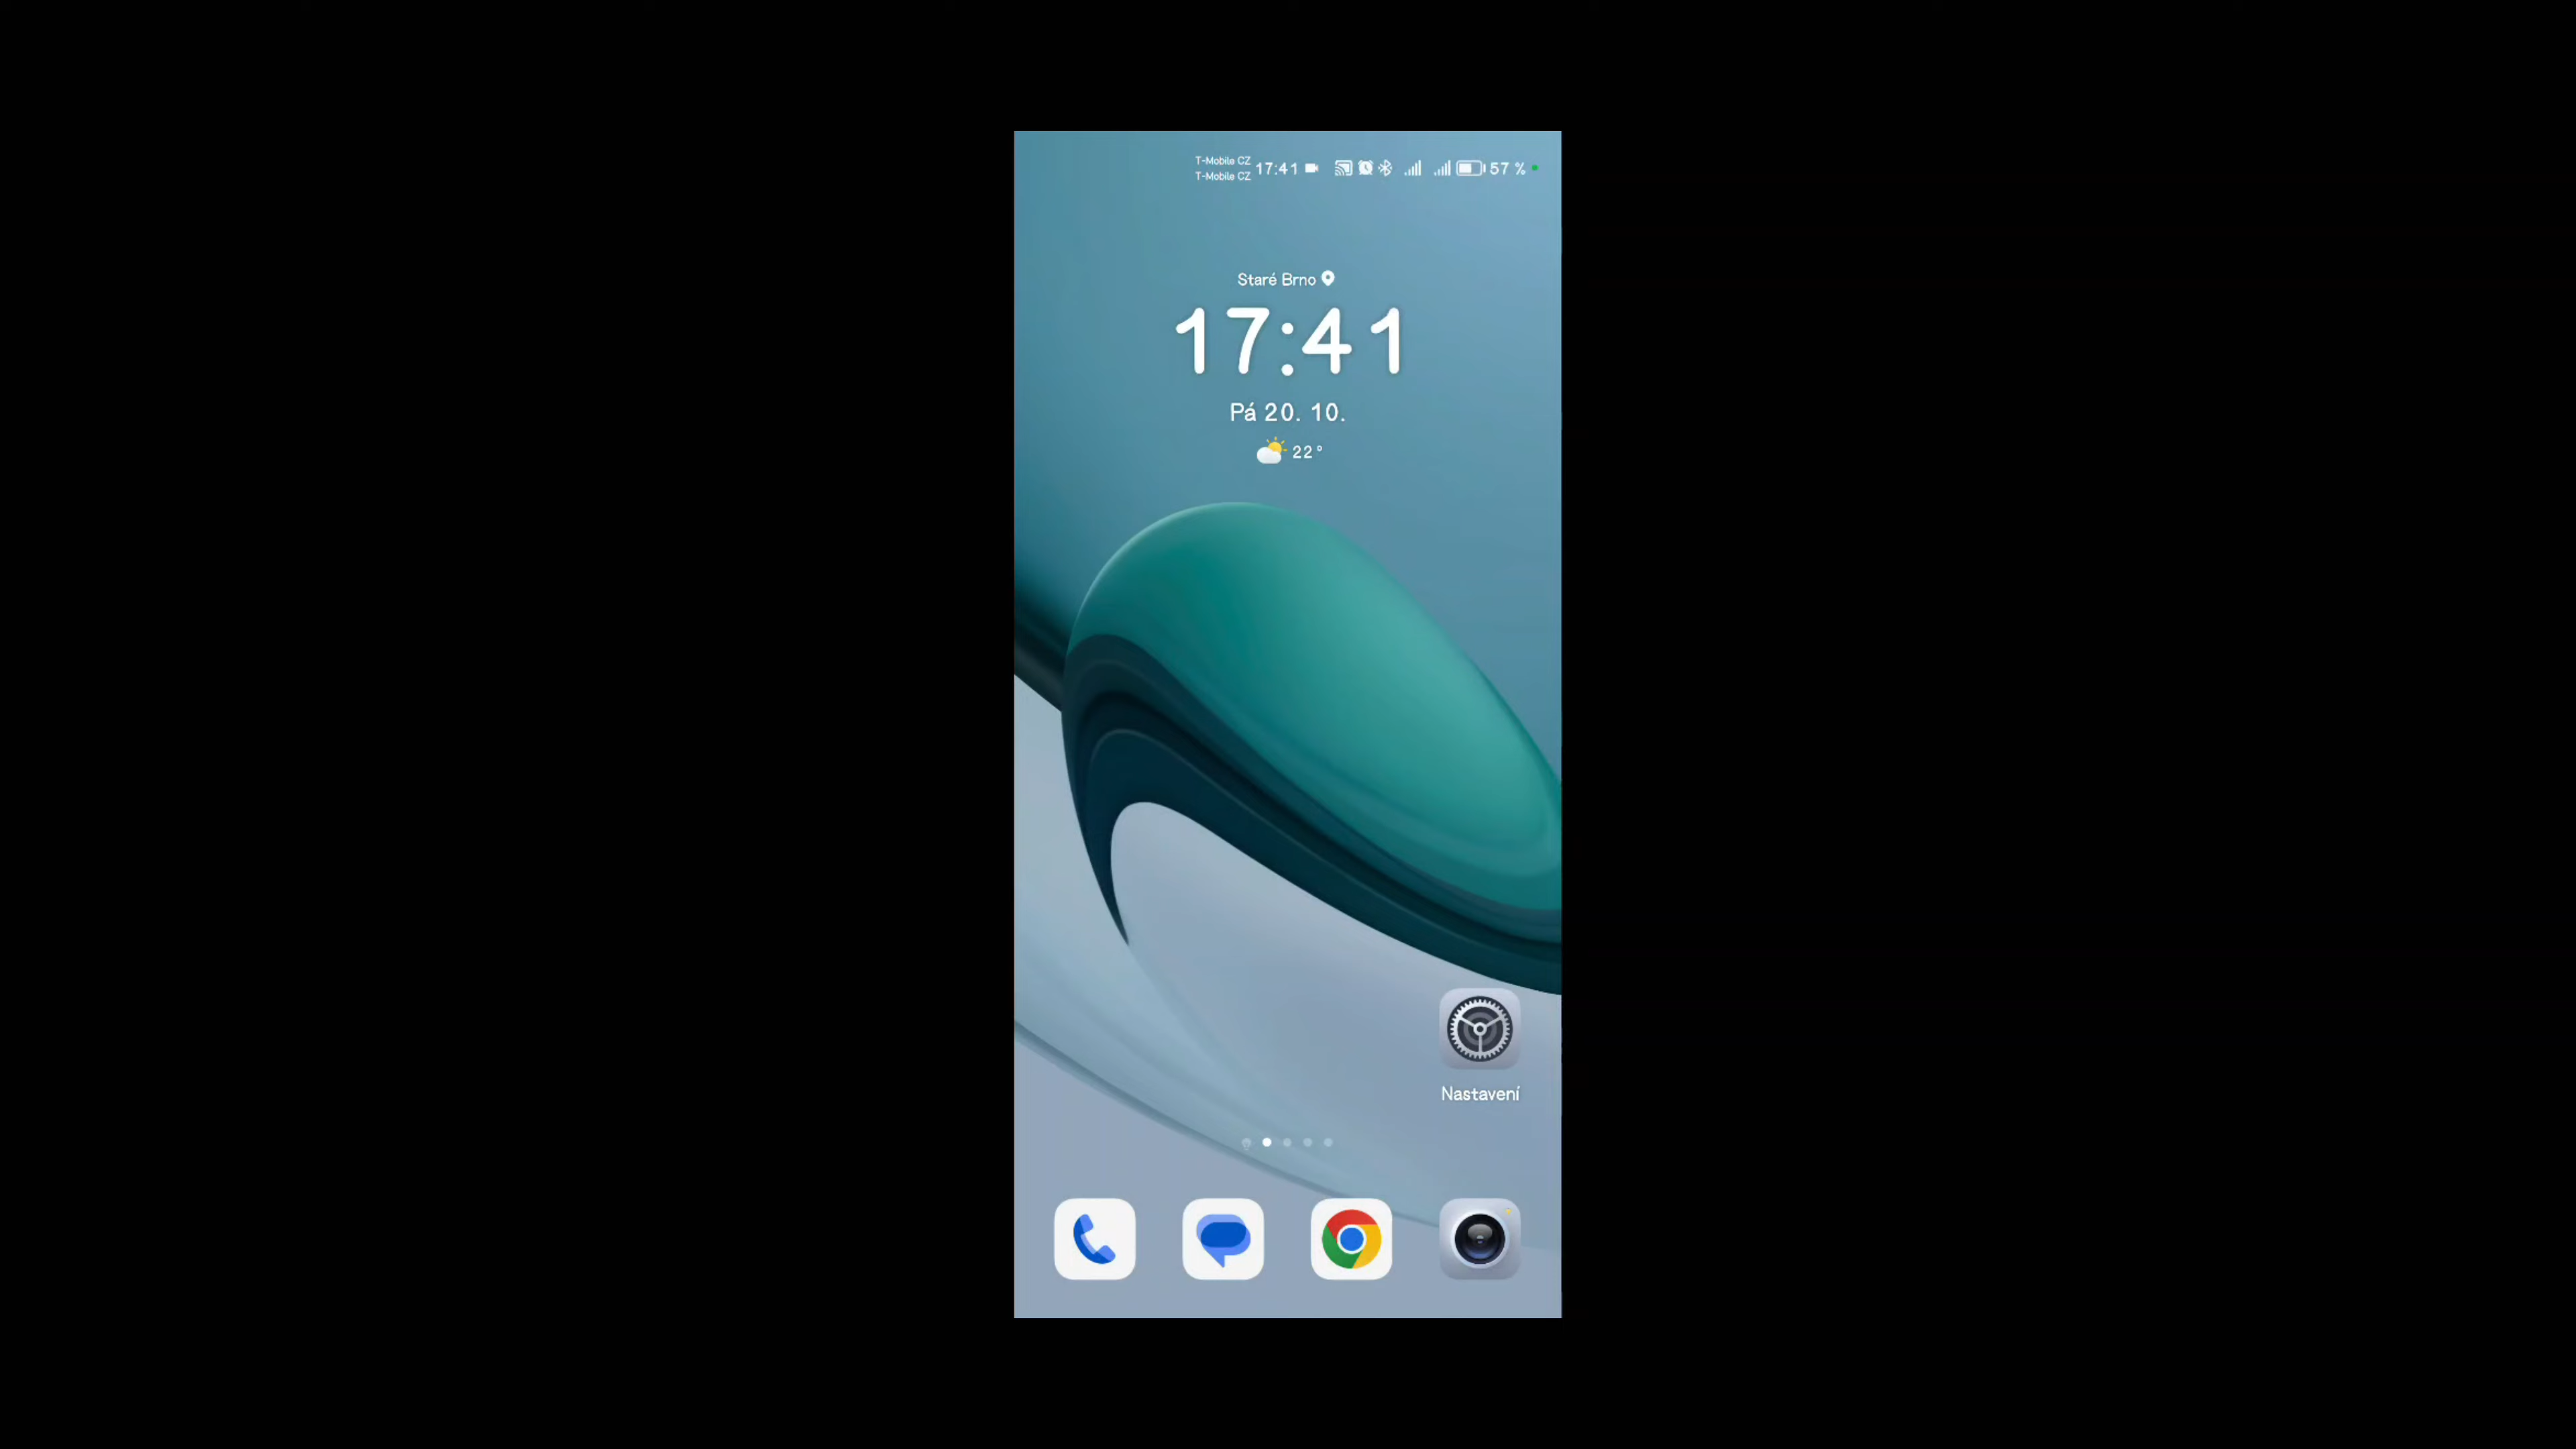 T-Mobile CZ
T-Mobile CZ
17:41
57 %
Staré Brno
17:41
Pá 20. 10.
22°
Nastavení